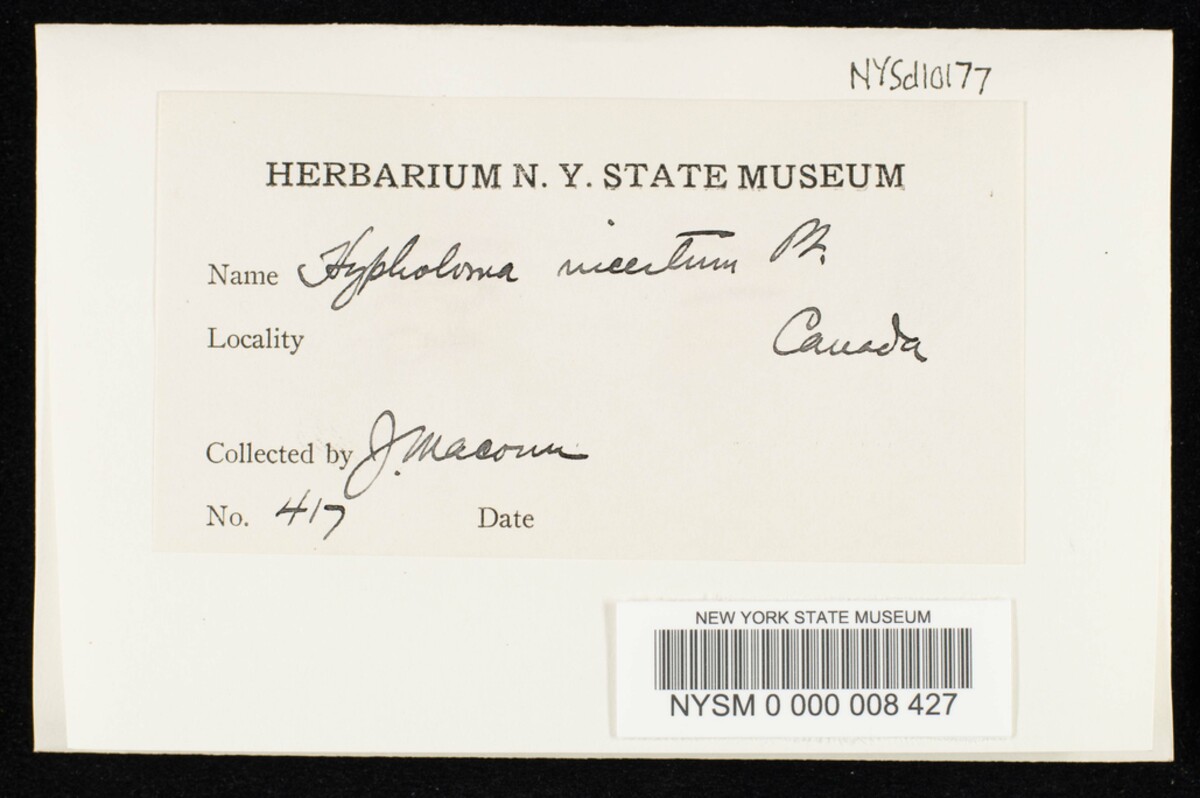 NYSd10177
HERBARIUM N. Y. STATE MUSEUM
Name Hypholoma incertum Pk.
Locality Canada
Collected by J. Macoun
No. 417 Date
NEW YORK STATE MUSEUM
NYSM 0 000 008 427